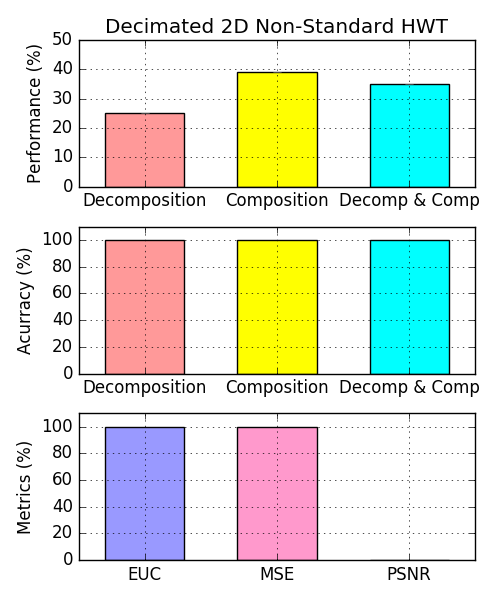 Decimated 2D Non-Standard HWT
Performance (%)
50
40
30
20
10
0
Decomposition Composition Decomp & Comp
Acurracy (%)
100
80
60
40
20
0
Decomposition Composition Decomp & Comp
Metrics (%)
100
80
60
40
20
0
EUC MSE PSNR